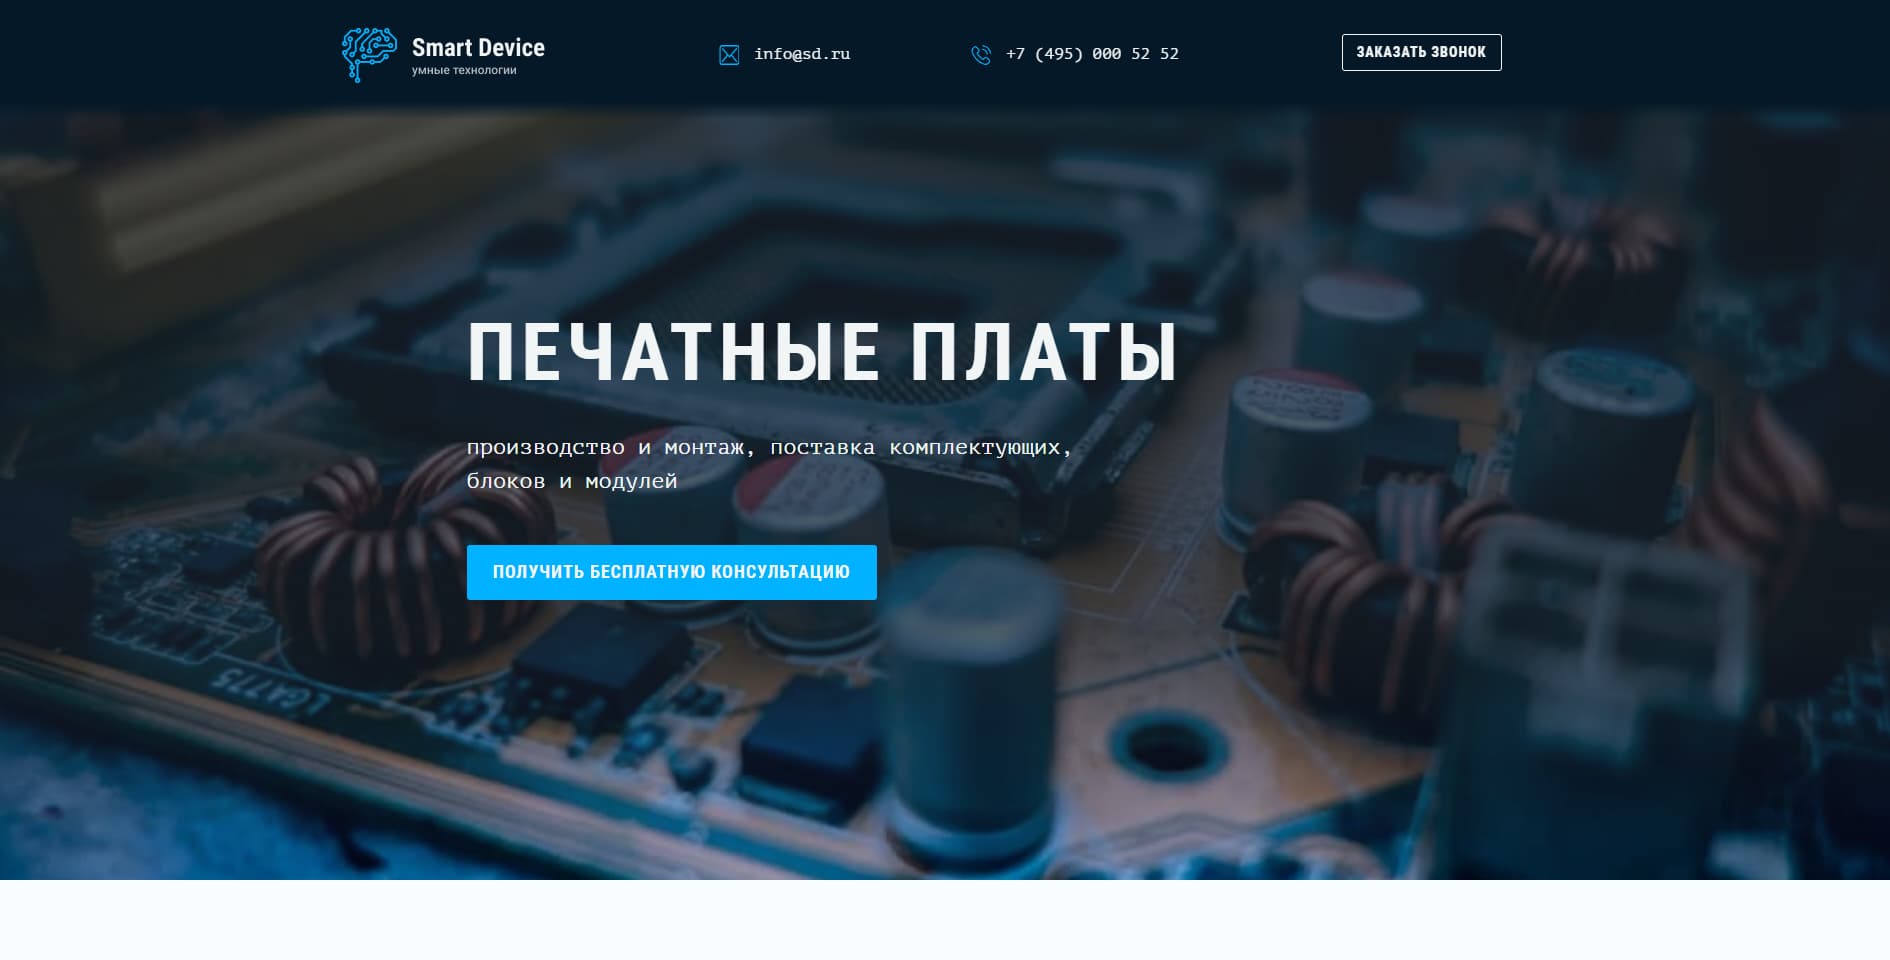 Smart Device
умные технологии
info@sd.ru
+7 (495) 000 52 52
ЗАКАЗАТЬ ЗВОНОК
ПЕЧАТНЫЕ ПЛАТЫ
производство и монтаж, поставка комплектующих,
блоков и модулей
ПОЛУЧИТЬ БЕСПЛАТНУЮ КОНСУЛЬТАЦИЮ
LGA775